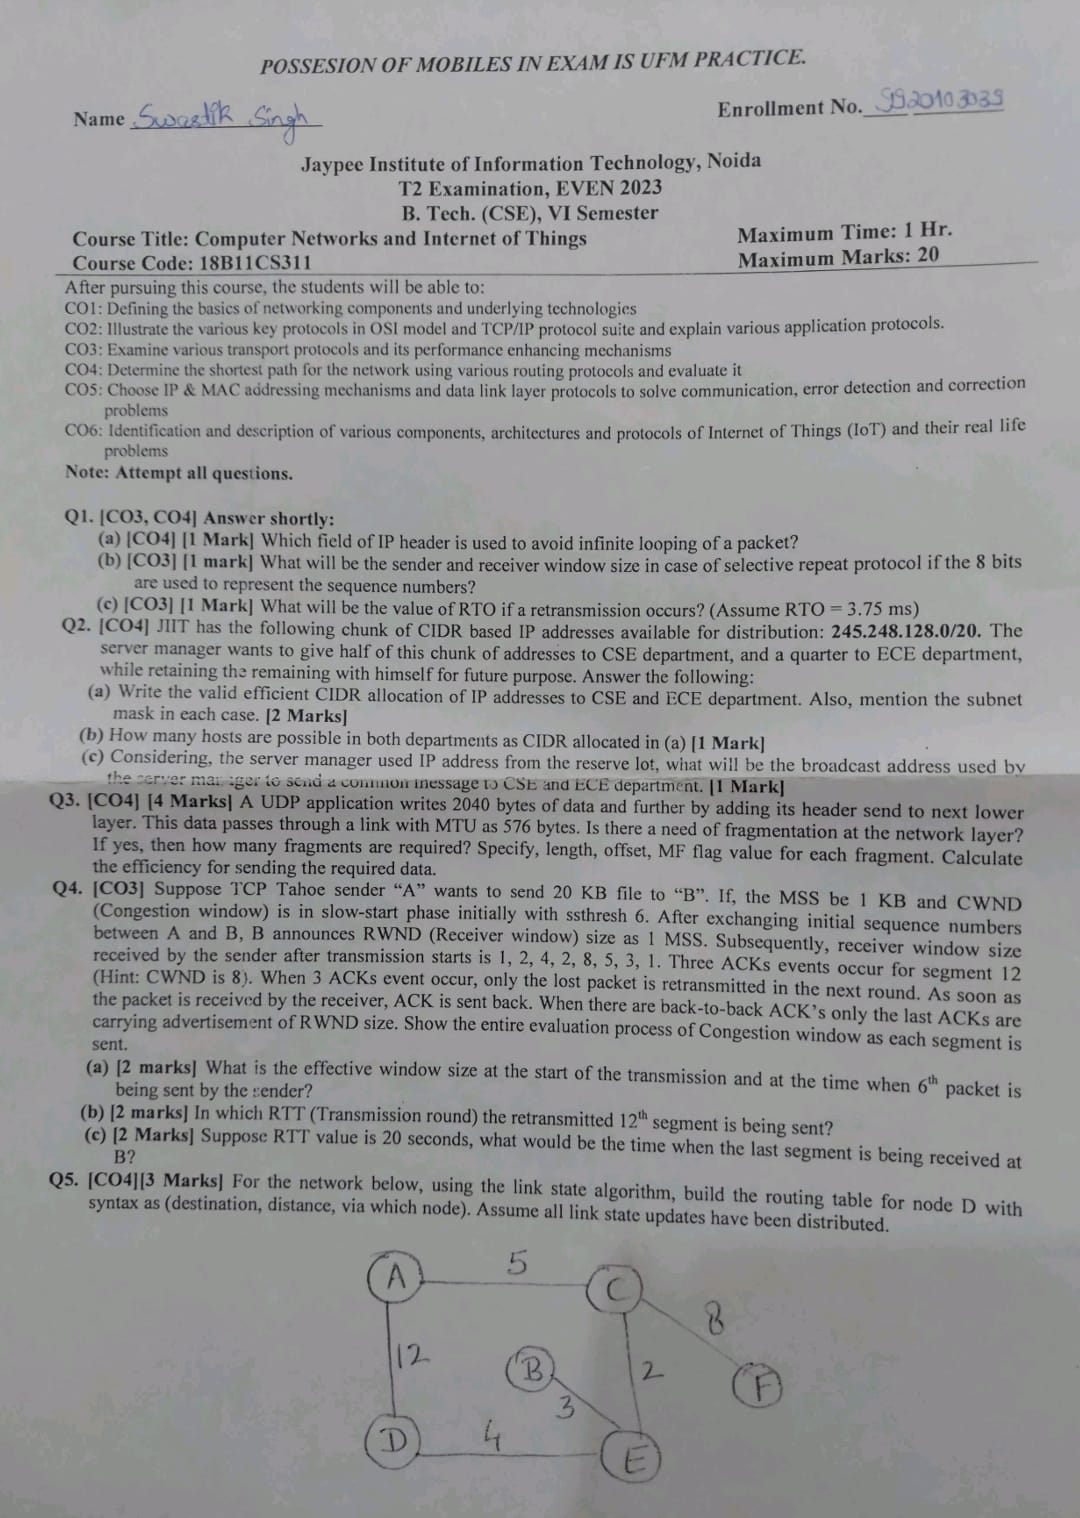 POSSESION OF MOBILES IN EXAM IS UFM PRACTICE.
Name Swastik Singh
Enrollment No. 9920103039
Jaypee Institute of Information Technology, Noida
T2 Examination, EVEN 2023
B. Tech. (CSE), VI Semester
Course Title: Computer Networks and Internet of Things
Maximum Time: 1 Hr.
Course Code: 18B11CS311
Maximum Marks: 20
After pursuing this course, the students will be able to:
CO1: Defining the basics of networking components and underlying technologies
CO2: Illustrate the various key protocols in OSI model and TCP/IP protocol suite and explain various application protocols.
CO3: Examine various transport protocols and its performance enhancing mechanisms
CO4: Determine the shortest path for the network using various routing protocols and evaluate it
CO5: Choose IP & MAC addressing mechanisms and data link layer protocols to solve communication, error detection and correction
problems
CO6: Identification and description of various components, architectures and protocols of Internet of Things (IoT) and their real life
problems
Note: Attempt all questions.
Q1. [CO3, CO4] Answer shortly:
(a) [CO4] [1 Mark] Which field of IP header is used to avoid infinite looping of a packet?
(b) [CO3] [1 mark] What will be the sender and receiver window size in case of selective repeat protocol if the 8 bits
are used to represent the sequence numbers?
(c) [CO3] [1 Mark] What will be the value of RTO if a retransmission occurs? (Assume RTO = 3.75 ms)
Q2. [CO4] JIIT has the following chunk of CIDR based IP addresses available for distribution: 245.248.128.0/20. The
server manager wants to give half of this chunk of addresses to CSE department, and a quarter to ECE department,
while retaining the remaining with himself for future purpose. Answer the following:
(a) Write the valid efficient CIDR allocation of IP addresses to CSE and ECE department. Also, mention the subnet
mask in each case. [2 Marks]
(b) How many hosts are possible in both departments as CIDR allocated in (a) [1 Mark]
(c) Considering, the server manager used IP address from the reserve lot, what will be the broadcast address used by
the server manager to send a common message to CSE and ECE department. [1 Mark]
Q3. [CO4] [4 Marks] A UDP application writes 2040 bytes of data and further by adding its header send to next lower
layer. This data passes through a link with MTU as 576 bytes. Is there a need of fragmentation at the network layer?
If yes, then how many fragments are required? Specify, length, offset, MF flag value for each fragment. Calculate
the efficiency for sending the required data.
Q4. [CO3] Suppose TCP Tahoe sender “A” wants to send 20 KB file to “B”. If, the MSS be 1 KB and CWND
(Congestion window) is in slow-start phase initially with ssthresh 6. After exchanging initial sequence numbers
between A and B, B announces RWND (Receiver window) size as 1 MSS. Subsequently, receiver window size
received by the sender after transmission starts is 1, 2, 4, 2, 8, 5, 3, 1. Three ACKs events occur for segment 12
(Hint: CWND is 8). When 3 ACKs event occur, only the lost packet is retransmitted in the next round. As soon as
the packet is received by the receiver, ACK is sent back. When there are back-to-back ACK's only the last ACKs are
carrying advertisement of RWND size. Show the entire evaluation process of Congestion window as each segment is
sent.
(a) [2 marks] What is the effective window size at the start of the transmission and at the time when 6th packet is
being sent by the sender?
(b) [2 marks] In which RTT (Transmission round) the retransmitted 12th segment is being sent?
(c) [2 Marks] Suppose RTT value is 20 seconds, what would be the time when the last segment is being received at
B?
Q5. [CO4][3 Marks] For the network below, using the link state algorithm, build the routing table for node D with
syntax as (destination, distance, via which node). Assume all link state updates have been distributed.
A
5
C
8
12
B
2
F
3
D
4
E